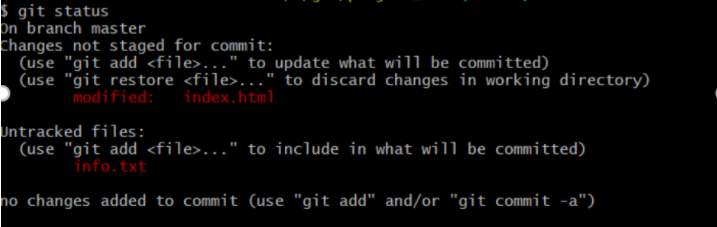 $ git status
On branch master
Changes not staged for commit:
(use "git add <file>..." to update what will be committed)
(use "git restore <file>..." to discard changes in working directory)
modified: index.html
Untracked files:
(use "git add <file>..." to include in what will be committed)
info.txt
no changes added to commit (use "git add" and/or "git commit -a")